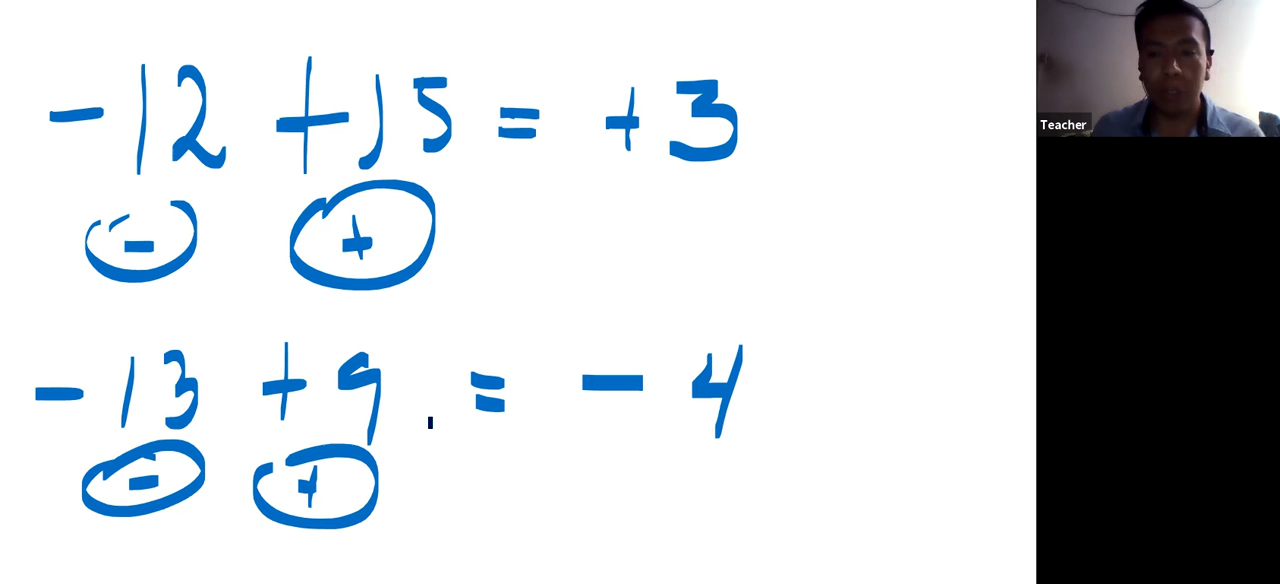 -12 +15 = +3
Teacher
- +
-13 +9 = -4
- +